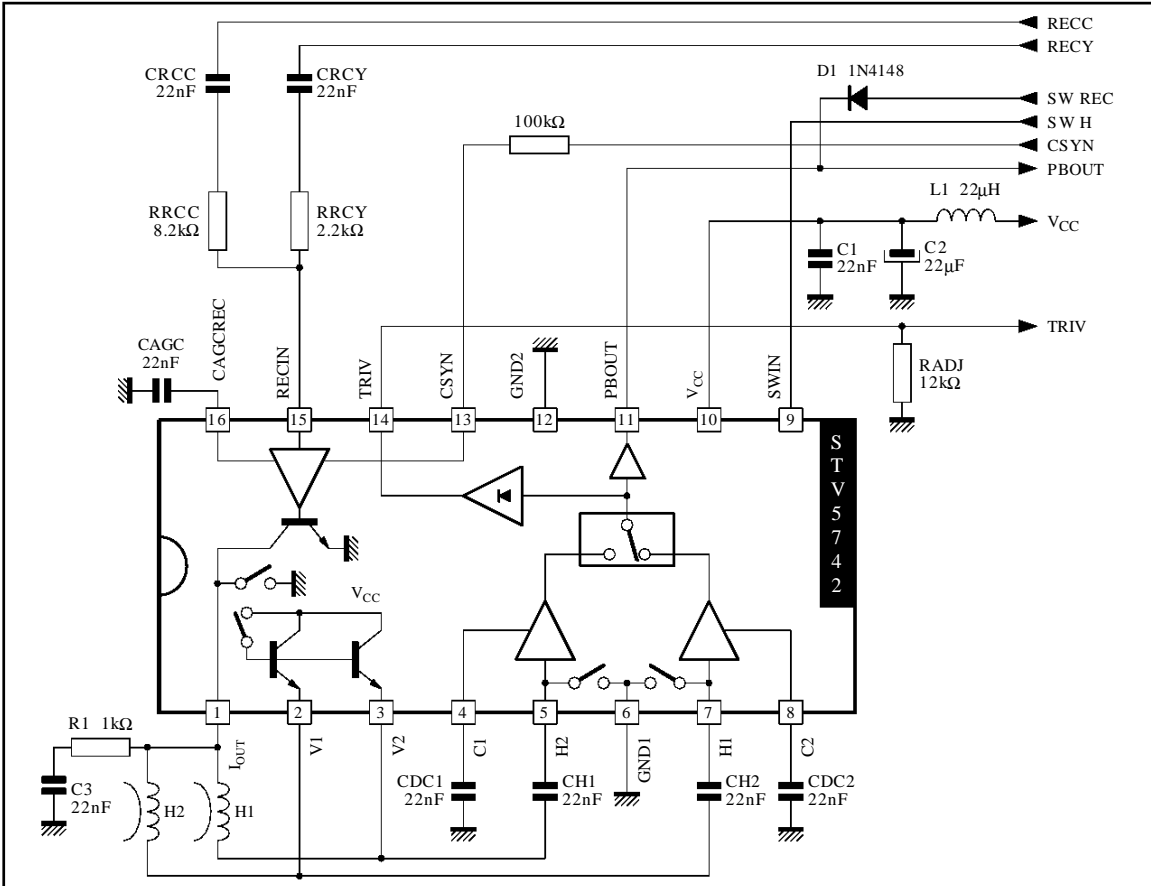 RECC
RECY
CRCC
22nF
CRCY
22nF
D1 1N4148
SW REC
SW H
100kΩ
CSYN
PBOUT
L1 22µH
RRCC
8.2kΩ
RRCY
2.2kΩ
VCC
C1
22nF
C2
22µF
TRIV
CAGC
22nF
CAGCREC
RECIN
TRIV
CSYN
GND2
PBOUT
VCC
SWIN
RADJ
12kΩ
16
15
14
13
12
11
10
9
STV5742
VCC
1
2
3
4
5
6
7
8
R1 1kΩ
IOUT
V1
V2
C1
H2
GND1
H1
C2
C3
22nF
H2
H1
CDC1
22nF
CH1
22nF
CH2
22nF
CDC2
22nF